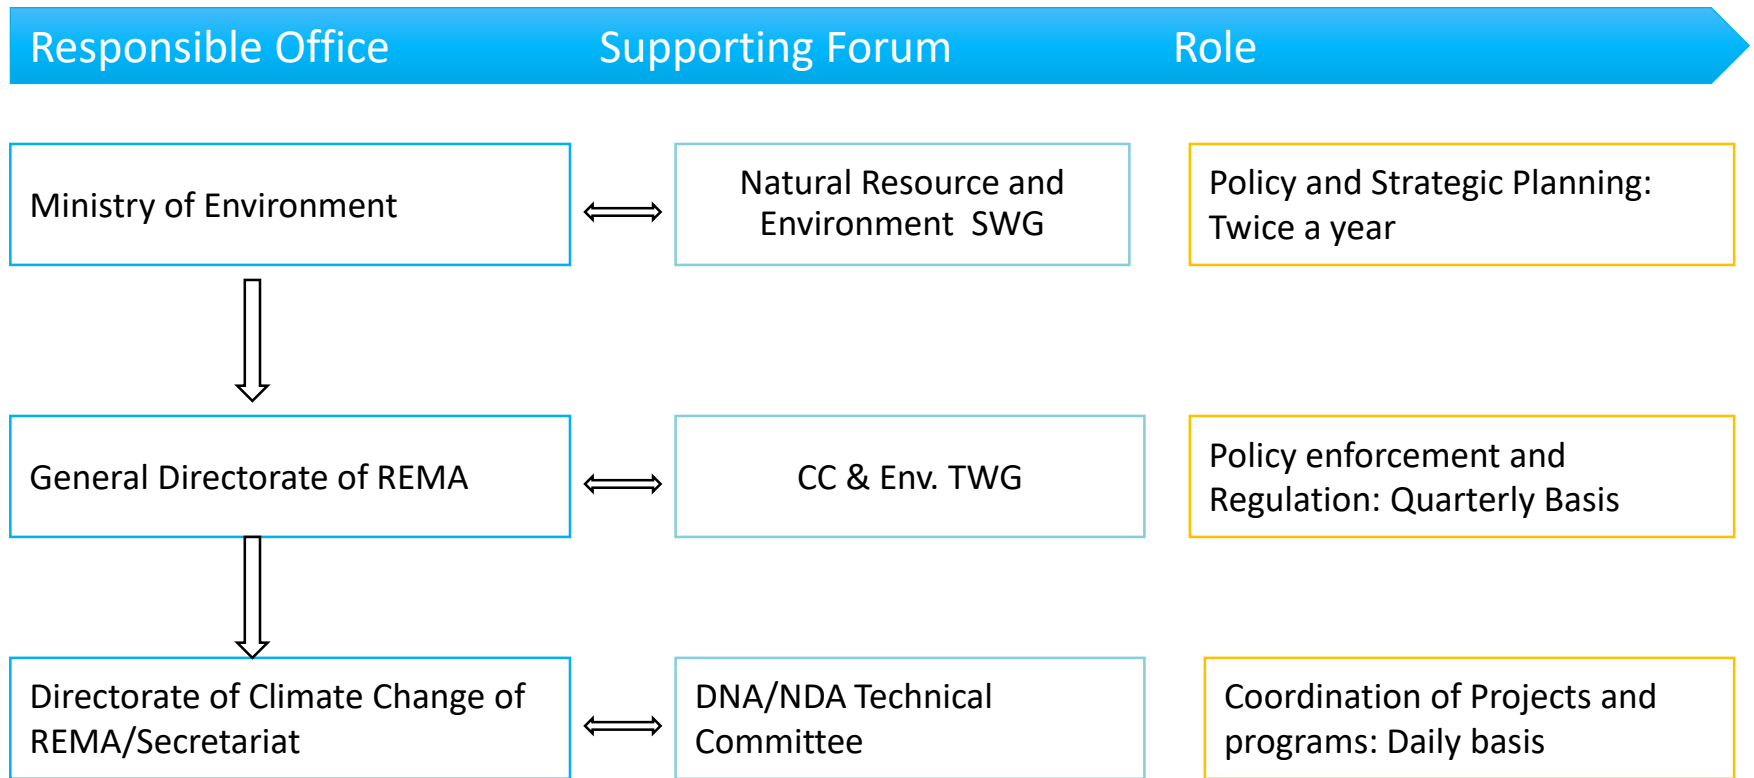 Responsible Office Supporting Forum Role
Ministry of Environment
Natural Resource and
Environment SWG
Policy and Strategic Planning:
Twice a year
General Directorate of REMA
CC & Env. TWG
Policy enforcement and
Regulation: Quarterly Basis
Directorate of Climate Change of
REMA/Secretariat
DNA/NDA Technical
Committee
Coordination of Projects and
programs: Daily basis